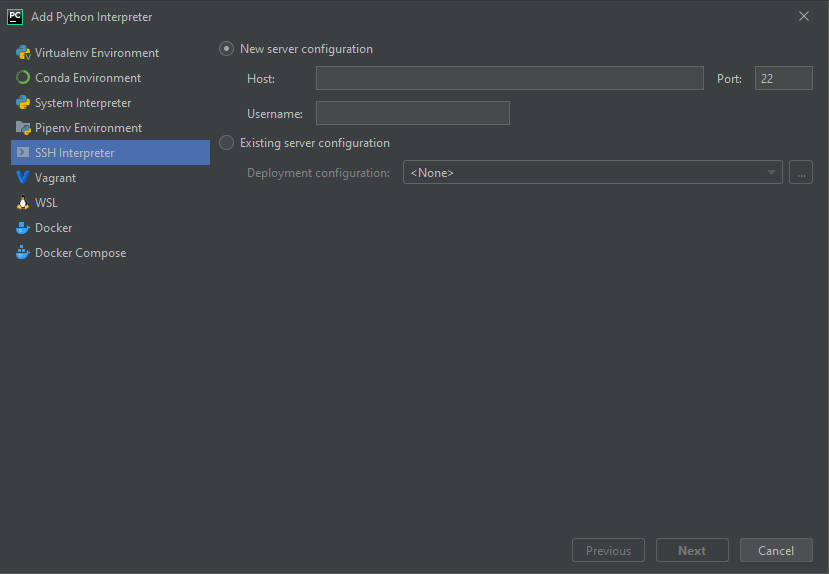 PC Add Python Interpreter
Virtualenv Environment
Conda Environment
System Interpreter
Pipenv Environment
SSH Interpreter
Vagrant
WSL
Docker
Docker Compose
New server configuration
Host: Port: 22
Username:
Existing server configuration
Deployment configuration: <None> ...
Previous Next Cancel